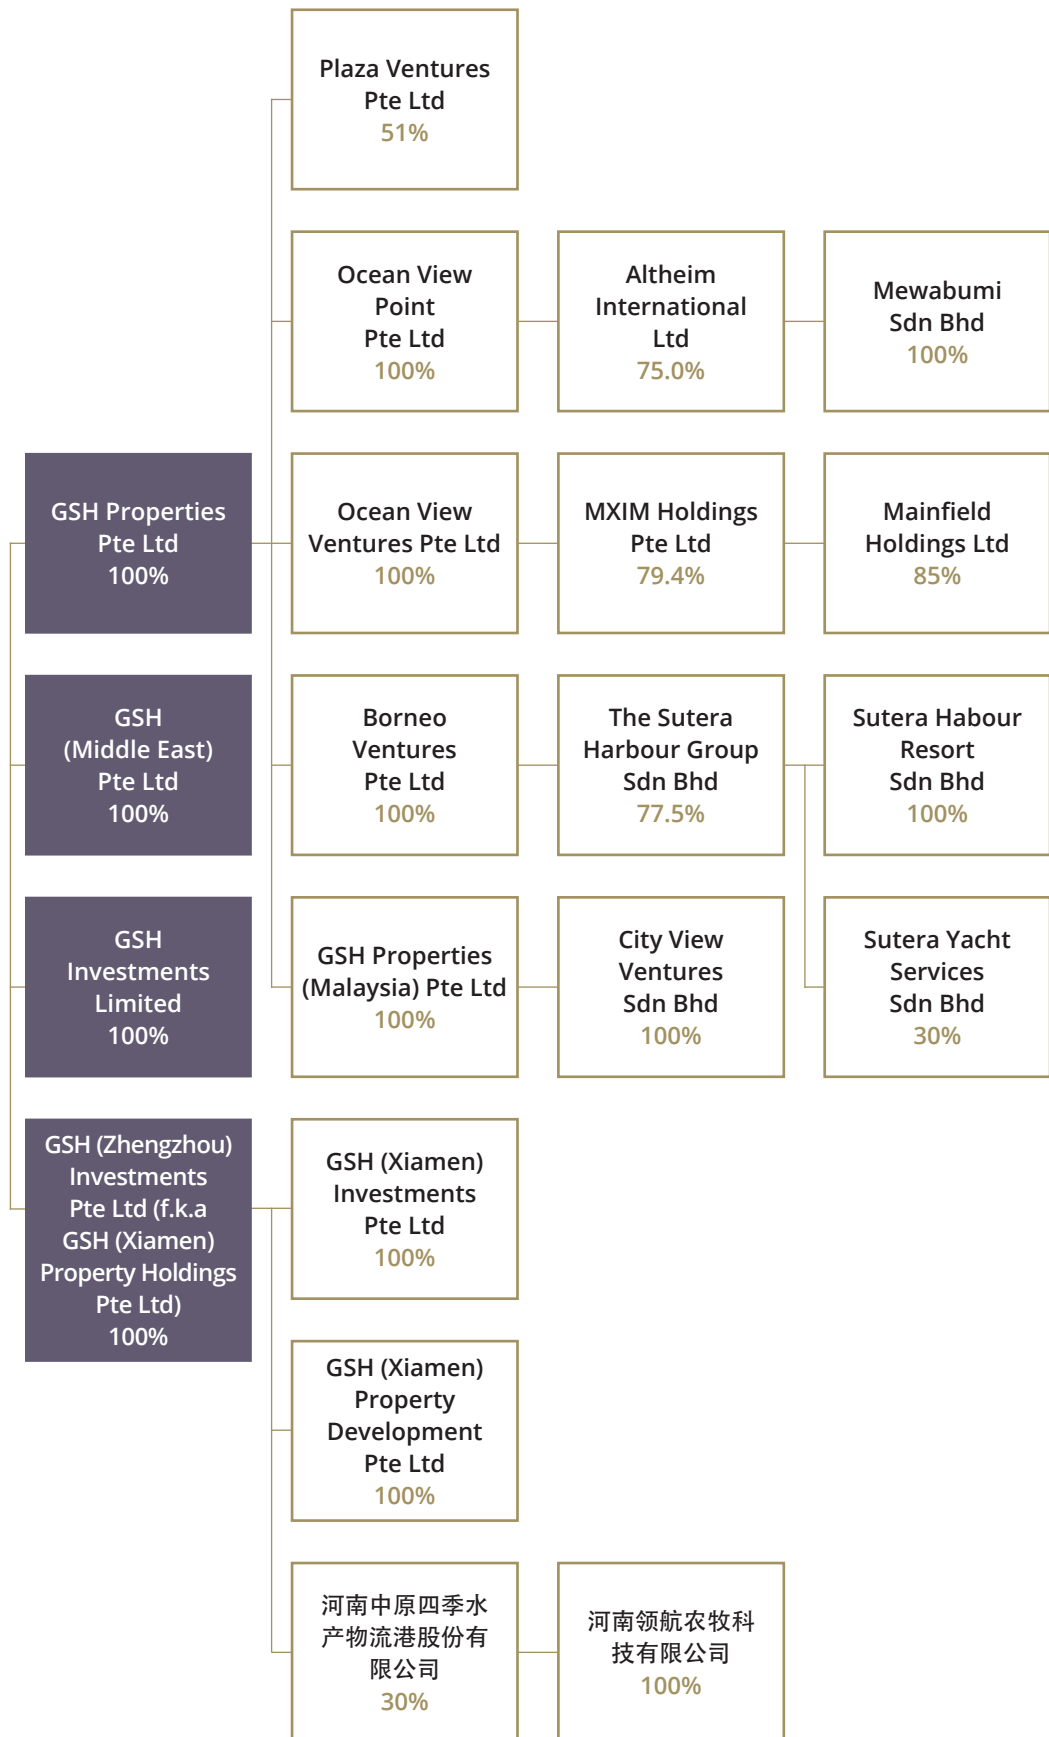 Plaza Ventures
Pte Ltd
51%
Ocean View
Point
Pte Ltd
100%
Altheim
International
Ltd
75.0%
Mewabumi
Sdn Bhd
100%
GSH Properties
Pte Ltd
100%
Ocean View
Ventures Pte Ltd
100%
MXIM Holdings
Pte Ltd
79.4%
Mainfield
Holdings Ltd
85%
GSH
(Middle East)
Pte Ltd
100%
Borneo
Ventures
Pte Ltd
100%
The Sutera
Harbour Group
Sdn Bhd
77.5%
Sutera Habour
Resort
Sdn Bhd
100%
GSH
Investments
Limited
100%
GSH Properties
(Malaysia) Pte Ltd
100%
City View
Ventures
Sdn Bhd
100%
Sutera Yacht
Services
Sdn Bhd
30%
GSH (Zhengzhou)
Investments
Pte Ltd (f.k.a
GSH (Xiamen)
Property Holdings
Pte Ltd)
100%
GSH (Xiamen)
Investments
Pte Ltd
100%
GSH (Xiamen)
Property
Development
Pte Ltd
100%
河南中原四季水
产物流港股份有
限公司
30%
河南领航农牧科
技有限公司
100%